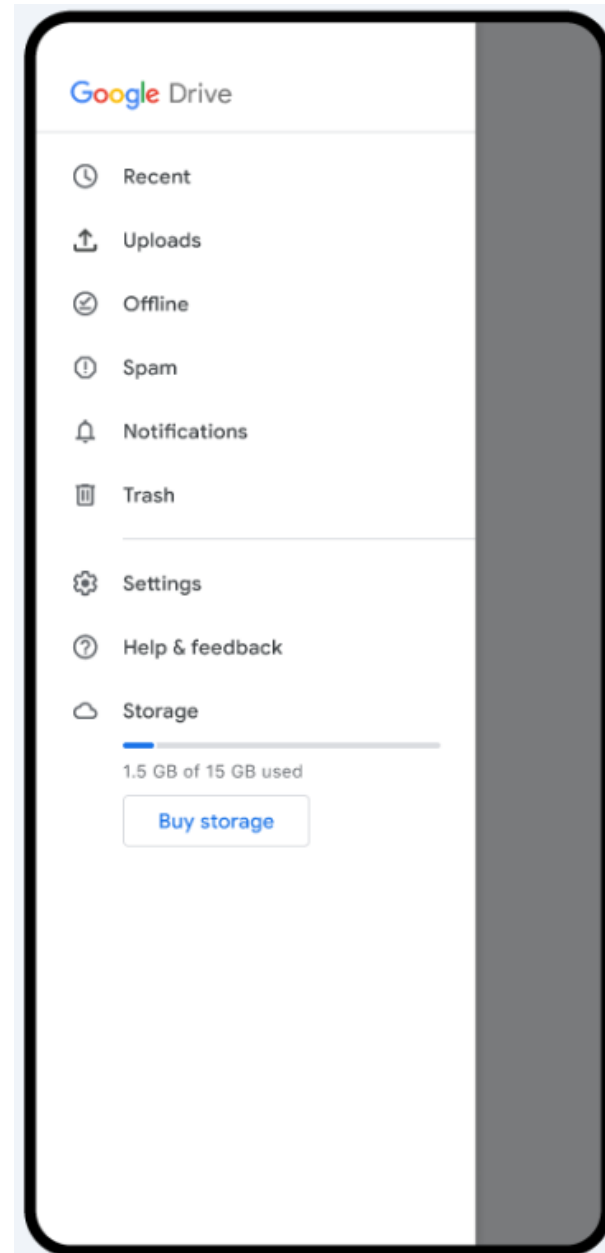 Google Drive
Recent
Uploads
Offline
Spam
Notifications
Trash
Settings
Help & feedback
Storage
1.5 GB of 15 GB used
Buy storage